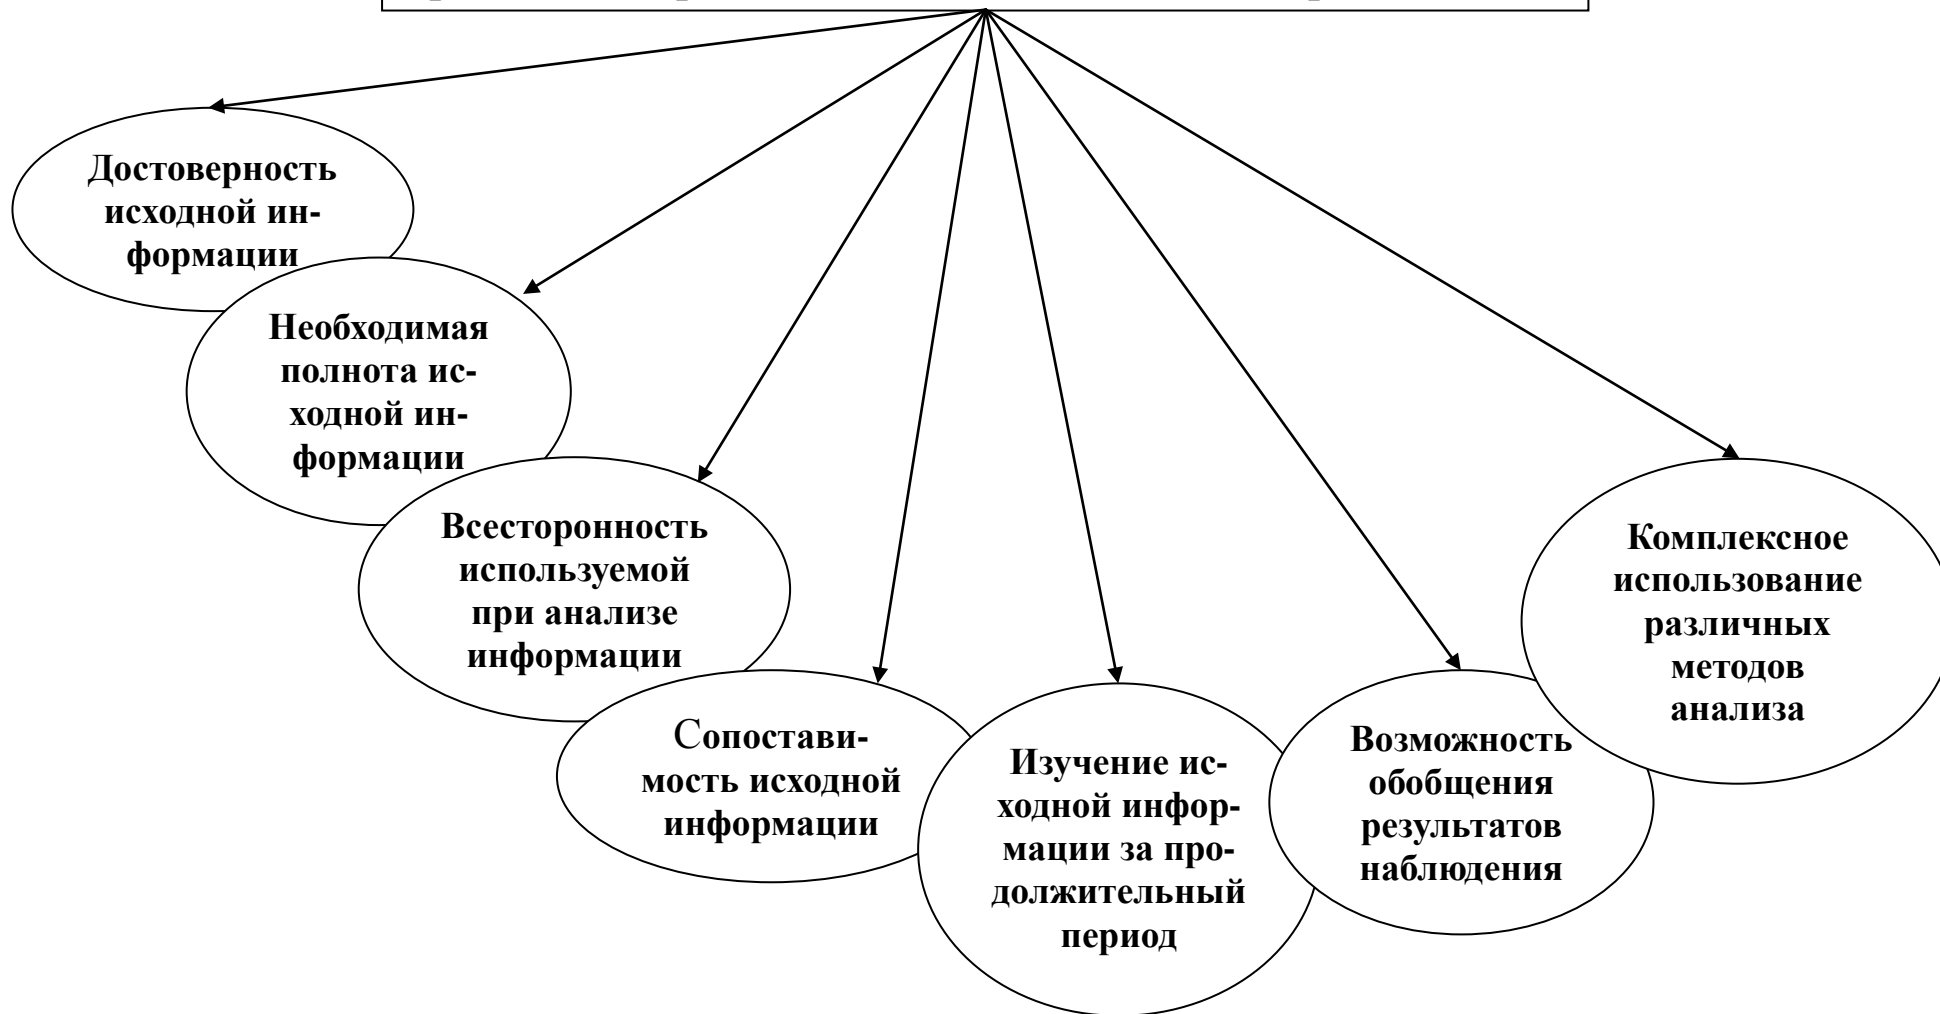 Достоверность
исходной ин-
формации
Необходимая
полнота ис-
ходной ин-
формации
Всесторонность
используемой
при анализе
информации
Сопостави-
мость исходной
информации
Изучение ис-
ходной инфор-
мации за про-
должительный
период
Возможность
обобщения
результатов
наблюдения
Комплексное
использование
различных
методов
анализа